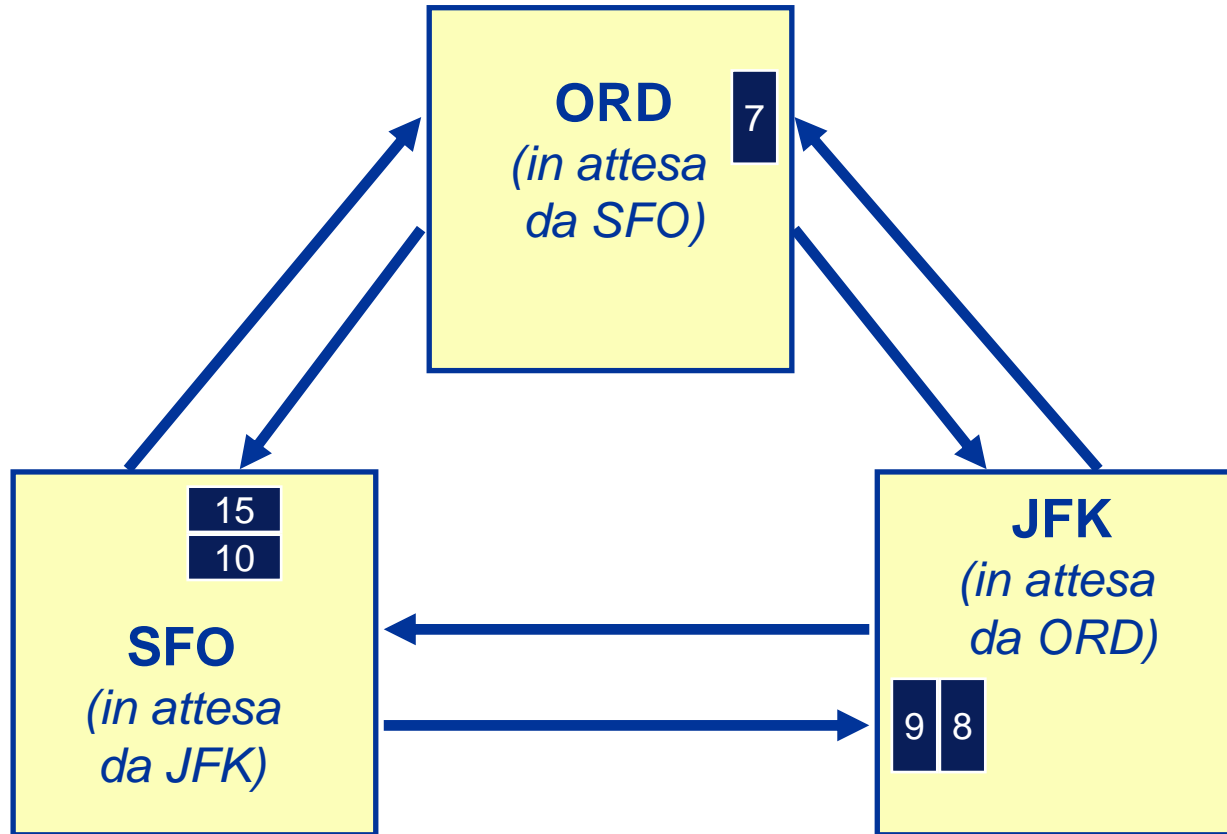 ORD
(in attesa
da SFO)
7
15
10
SFO
(in attesa
da JFK)
JFK
(in attesa
da ORD)
9 8